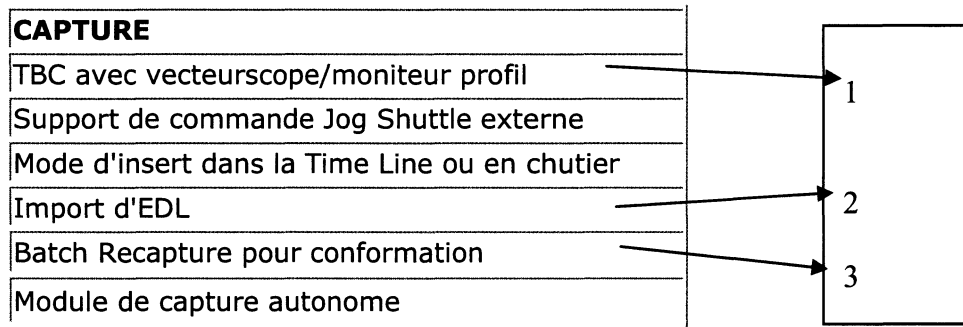 CAPTURE
TBC avec vecteurscope/moniteur profil
1
Support de commande Jog Shuttle externe
Mode d'insert dans la Time Line ou en chutier
Import d'EDL
2
Batch Recapture pour conformation
3
Module de capture autonome